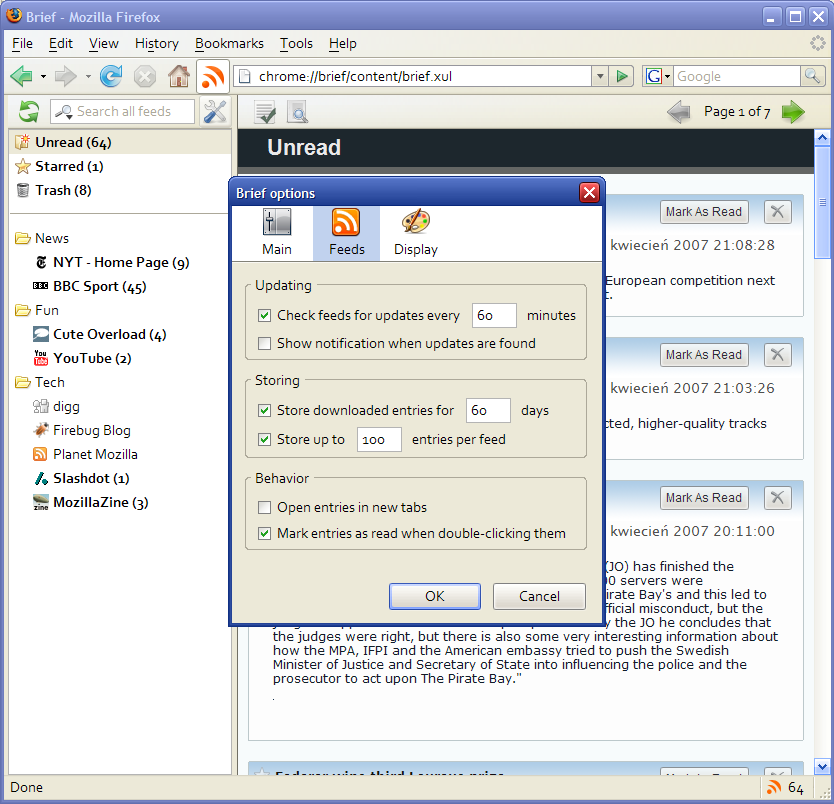 Brief - Mozilla Firefox
File Edit View History Bookmarks Tools Help
chrome://brief/content/brief.xul
G
Google
Search all feeds
Page 1 of 7
Unread (64)
Starred (1)
Trash (8)
News
NYT - Home Page (9)
BBC Sport (45)
Fun
Cute Overload (4)
You Tube
YouTube (2)
Tech
digg
Firebug Blog
Planet Mozilla
Slashdot (1)
zine
MozillaZine (3)
Unread
Mark As Read
kwiecień 2007 21:08:28
European competition next
Mark As Read
kwiecień 2007 21:03:26
cted, higher-quality tracks
Mark As Read
kwiecień 2007 20:11:00
(JO) has finished the
00 servers were
irate Bay's and this led to
ficial misconduct, but the
y the JO he concludes that
the judges were right, but there is also some very interesting information about
how the MPA, IFPI and the American embassy tried to push the Swedish
Minister of Justice and Secretary of State into influencing the police and the
prosecutor to act upon The Pirate Bay."
.
Brief options
Main Feeds Display
Updating
Check feeds for updates every 60 minutes
Show notification when updates are found
Storing
Store downloaded entries for 60 days
Store up to 100 entries per feed
Behavior
Open entries in new tabs
Mark entries as read when double-clicking them
OK Cancel
Done
64